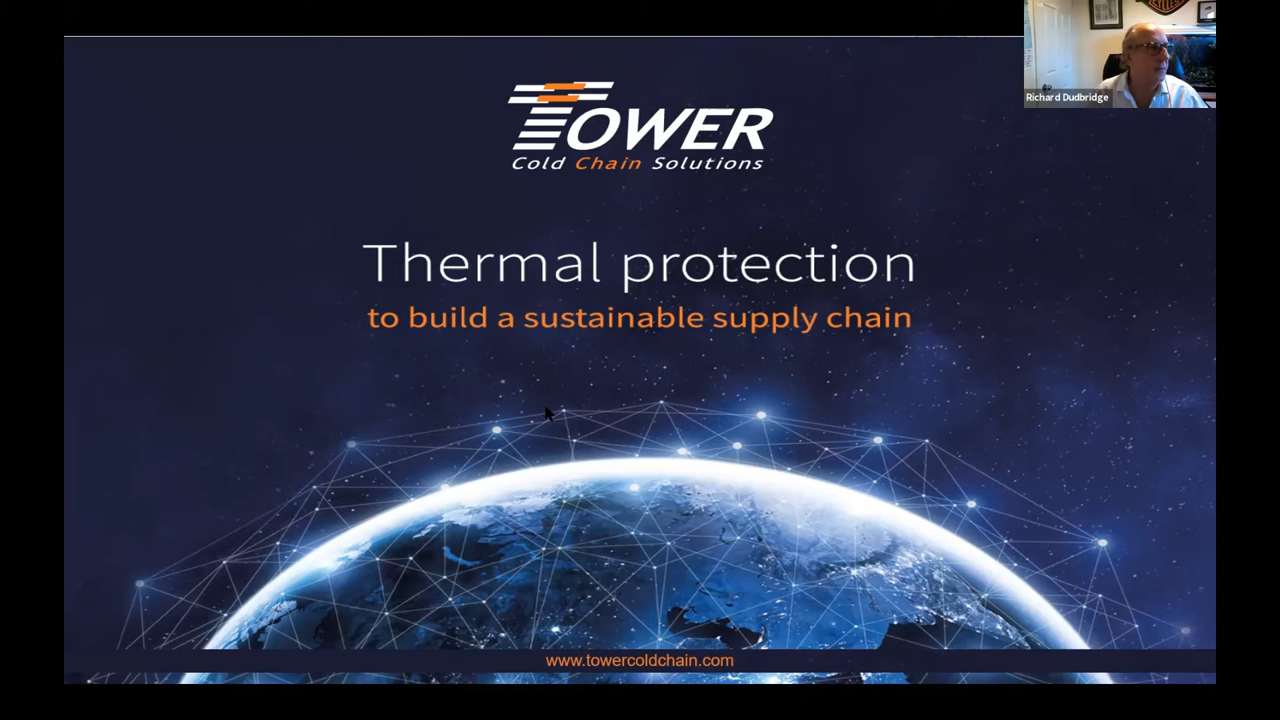 TOWER
Cold Chain Solutions
Richard Dudbridge
Thermal protection
to build a sustainable supply chain
www.towercoldchain.com